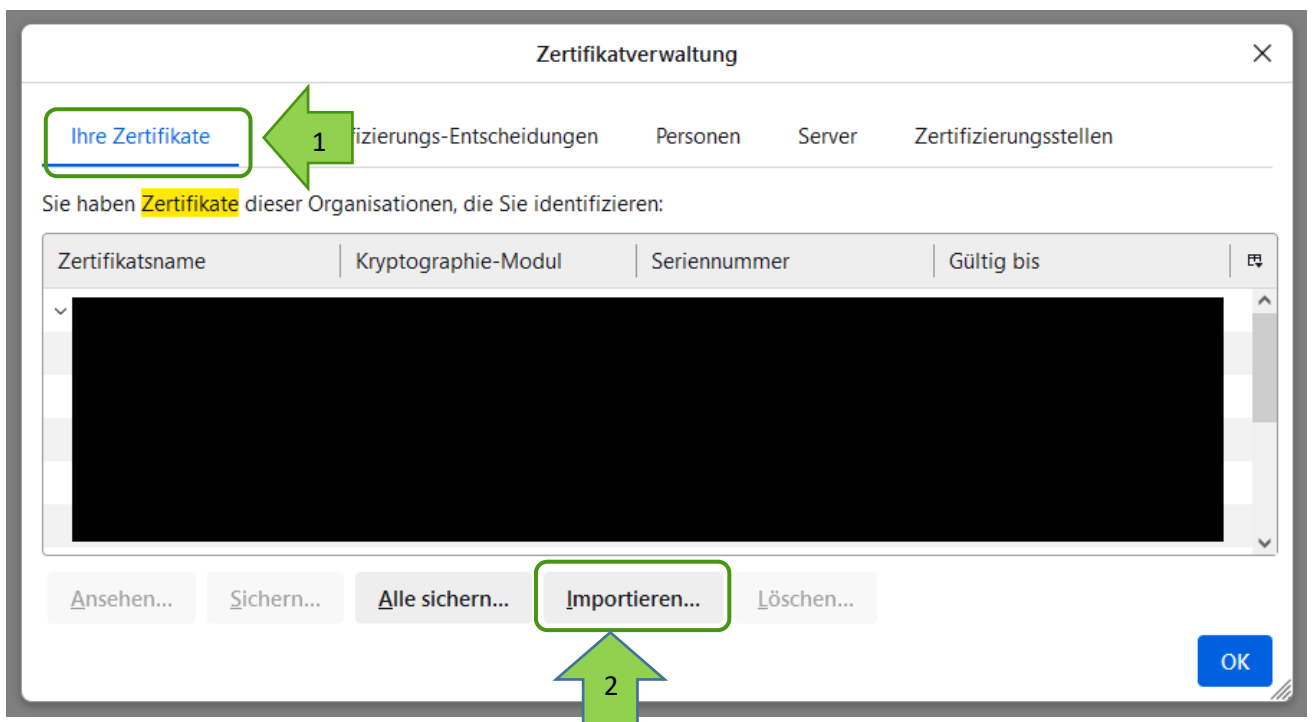 Zertifikatverwaltung
Ihre Zertifikate 1 fizierungs-Entscheidungen Personen Server Zertifizierungsstellen
Sie haben Zertifikate dieser Organisationen, die Sie identifizieren:
Zertifikatsname Kryptographie-Modul Seriennummer Gültig bis
Ansehen... Sichern... Alle sichern... Importieren... Löschen...
2
OK